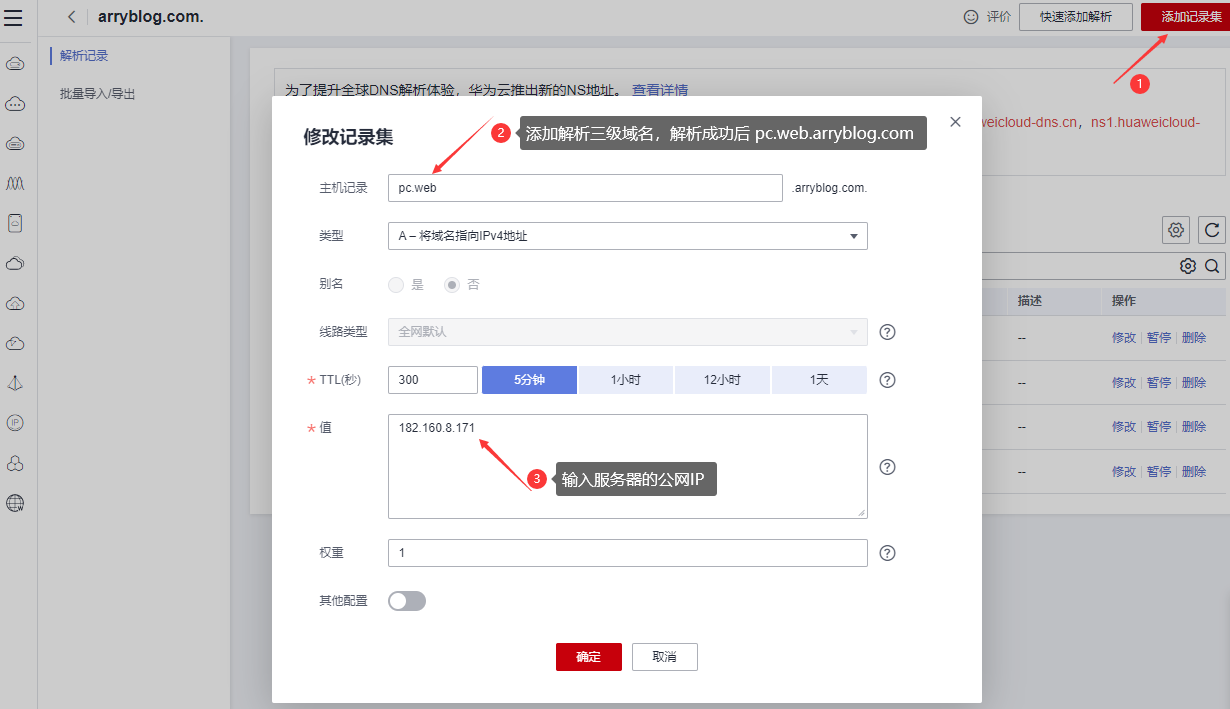 arryblog.com.
评价
快速添加解析
添加记录集
1
解析记录
批量导入/导出
为了提升全球DNS解析体验，华为云推出新的NS地址。 查看详情
weicloud-dns.cn，ns1.huaweicloud-
修改记录集
2
添加解析三级域名，解析成功后 pc.web.arryblog.com
主机记录
pc.web
.arryblog.com.
类型
A – 将域名指向IPv4地址
别名
是
否
线路类型
全网默认
* TTL(秒)
300
5分钟
1小时
12小时
1天
* 值
182.160.8.171
3
输入服务器的公网IP
权重
1
其他配置
确定
取消
描述
操作
--
修改 暂停 删除
--
修改 暂停 删除
--
修改 暂停 删除
--
修改 暂停 删除
IP